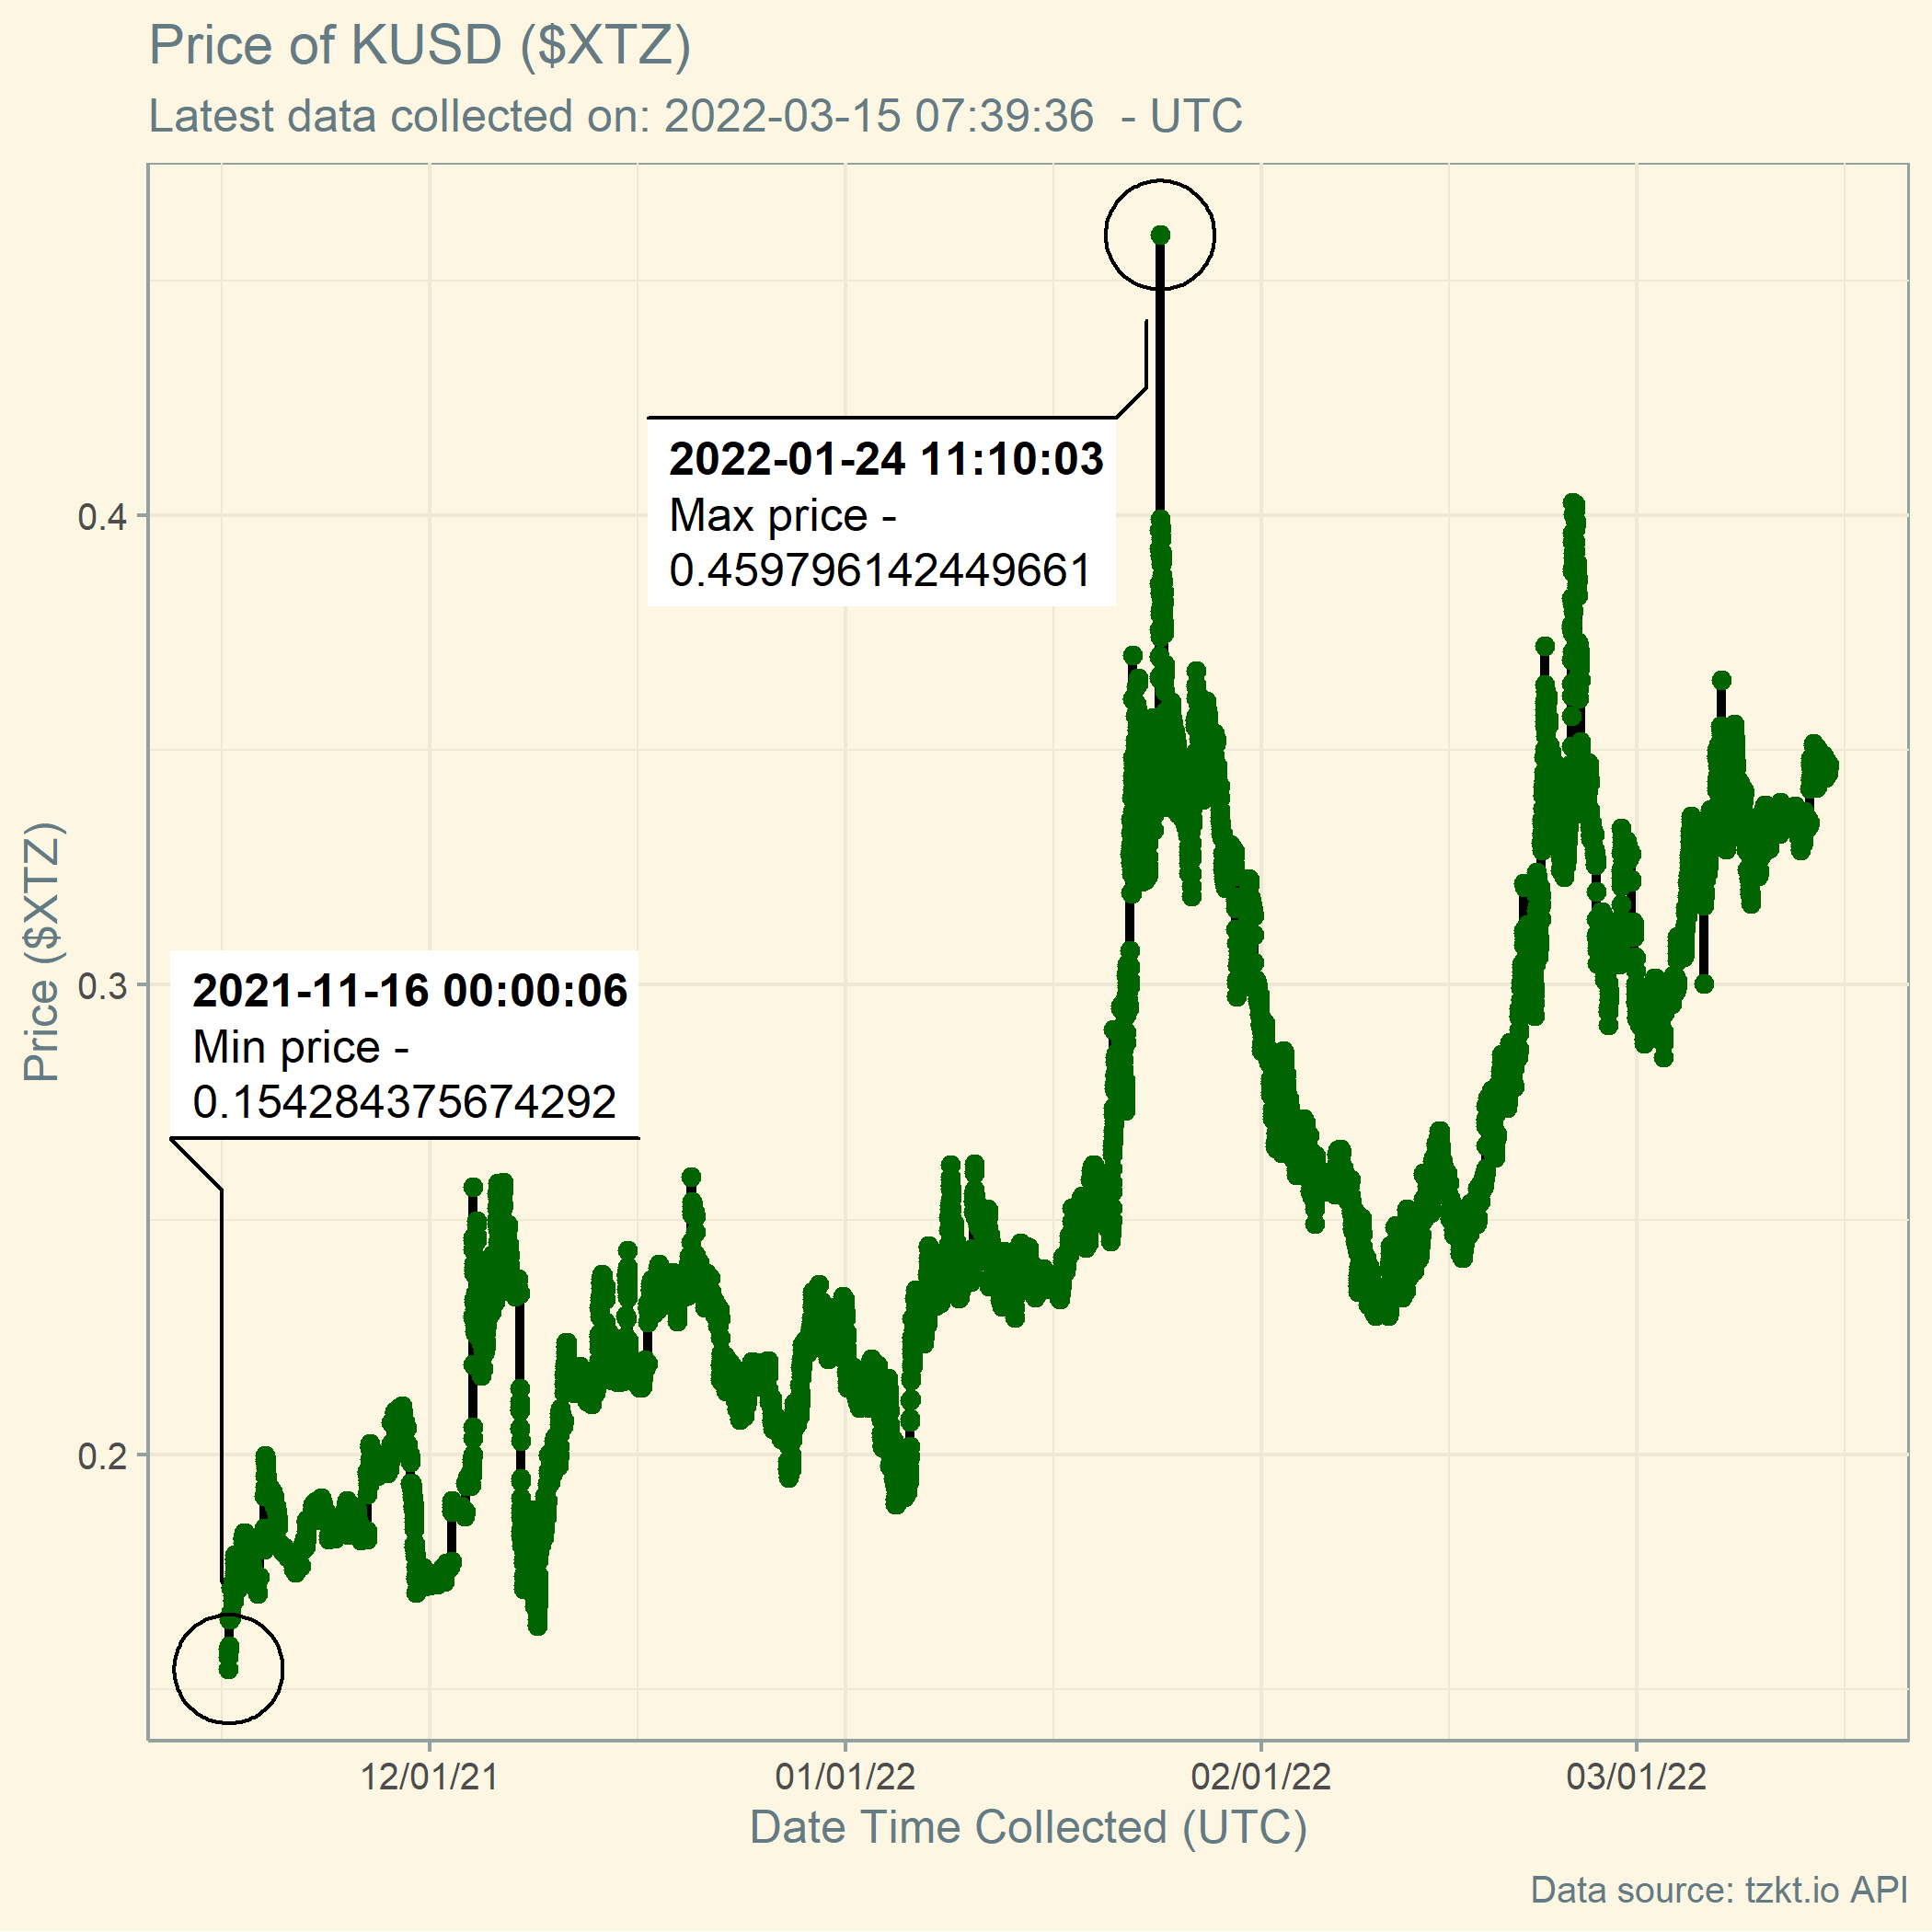 Price of KUSD ($XTZ)
Latest data collected on: 2022-03-15 07:39:36  - UTC
2022-01-24 11:10:03
Max price -
0.459796142449661
0.4
0.3
0.2
Price ($XTZ)
2021-11-16 00:00:06
Min price -
0.154284375674292
12/01/21
01/01/22
02/01/22
03/01/22
Date Time Collected (UTC)
Data source: tzkt.io API